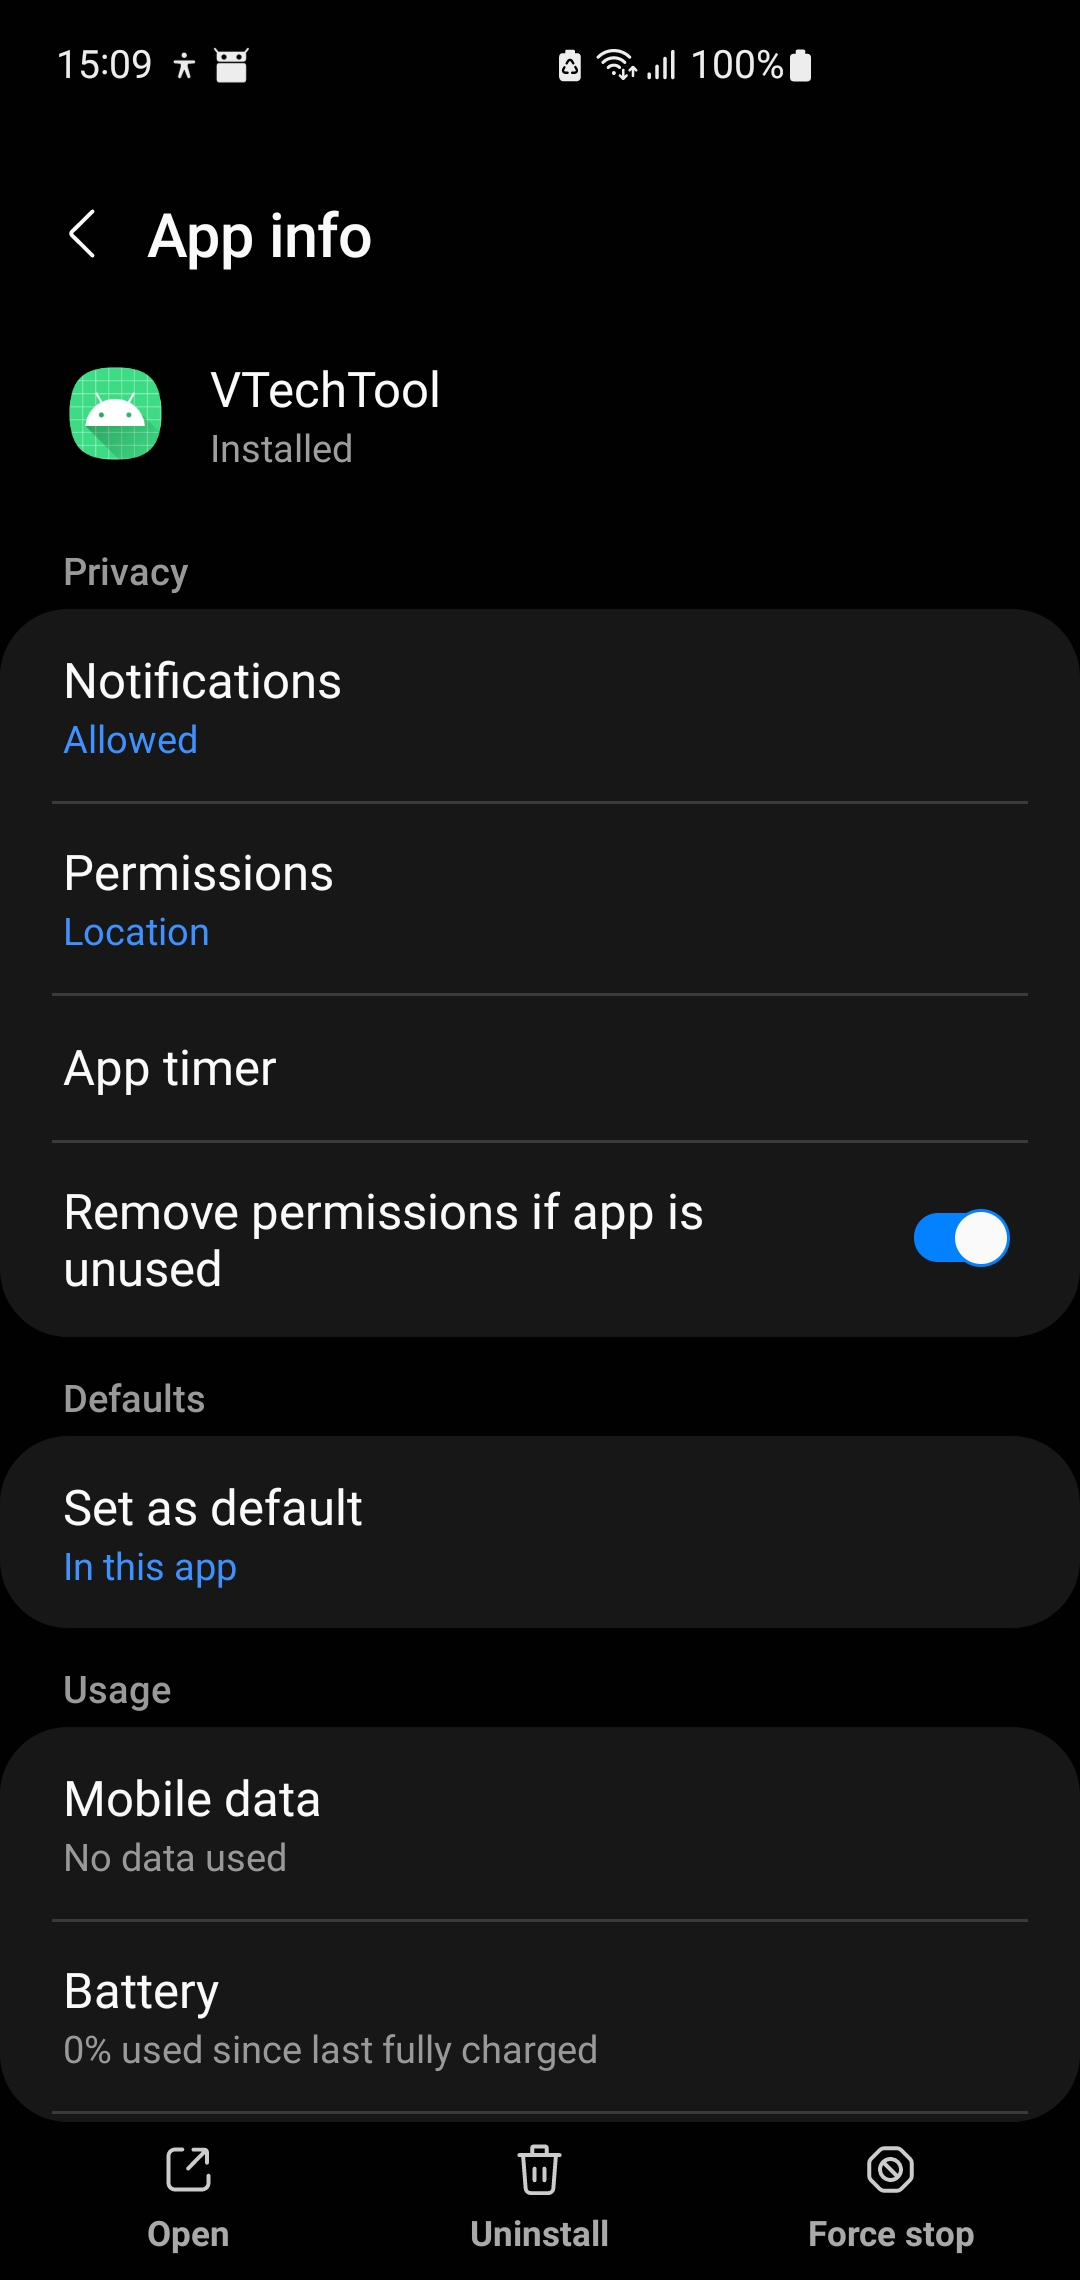 15:09 100%
App info
VTechTool
Installed
Privacy
Notifications
Allowed
Permissions
Location
App timer
Remove permissions if app is
unused
Defaults
Set as default
In this app
Usage
Mobile data
No data used
Battery
0% used since last fully charged
Open Uninstall Force stop